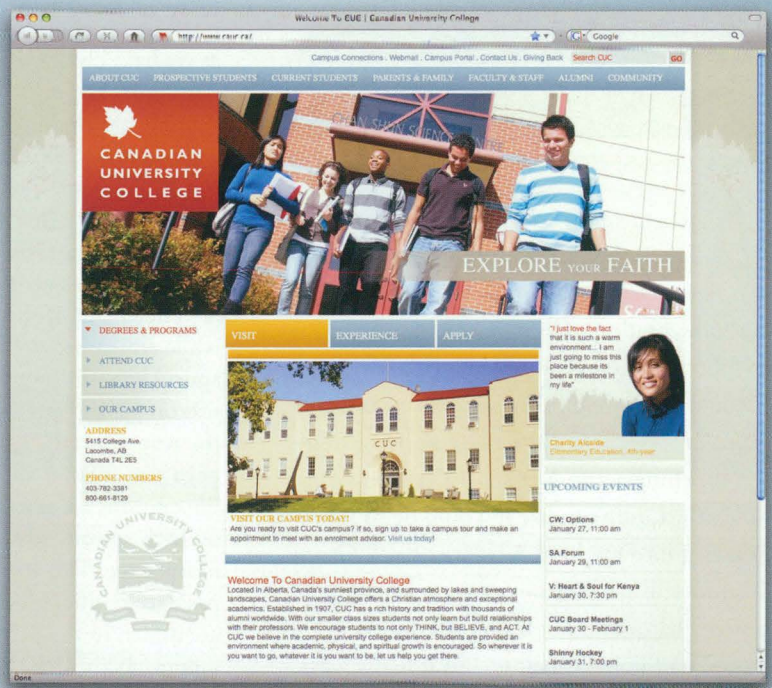 Welcome To CUC | Canadian University College
http://www.cauc.ca/
Google
Campus Connections . Webmail . Campus Portal . Contact Us . Giving Back
Search CUC
GO
ABOUT CUC
PROSPECTIVE STUDENTS
CURRENT STUDENTS
PARENTS & FAMILY
FACULTY & STAFF
ALUMNI
COMMUNITY
CANADIAN
UNIVERSITY
COLLEGE
SHAN SCIENCE
EXPLORE YOUR FAITH
DEGREES & PROGRAMS
ATTEND CUC
LIBRARY RESOURCES
OUR CAMPUS
ADDRESS
5415 College Ave.
Lacombe, AB
Canada T4L 2E5
PHONE NUMBERS
403-782-3381
800-661-8129
CANADIAN UNIVERSITY COLLEGE
VISIT
EXPERIENCE
APPLY
CUC
VISIT OUR CAMPUS TODAY!
Are you ready to visit CUC's campus? If so, sign up to take a campus tour and make an
appointment to meet with an enrolment advisor. Visit us today!
Welcome To Canadian University College
Located in Alberta, Canada's sunniest province, and surrounded by lakes and sweeping
landscapes, Canadian University College offers a Christian atmosphere and exceptional
academics. Established in 1907, CUC has a rich history and tradition with thousands of
alumni worldwide. With our smaller class sizes students not only learn but build relationships
with their professors. We encourage students to not only THINK, but BELIEVE, and ACT. At
CUC we believe in the complete university college experience. Students are provided an
environment where academic, physical, and spiritual growth is encouraged. So wherever it is
you want to go, whatever it is you want to be, let us help you get there.
"I just love the fact
that it is such a warm
environment... I am
just going to miss this
place because its
been a milestone in
my life"
Charity Alcante
Elementary Education, 4th-year
UPCOMING EVENTS
CW: Options
January 27, 11:00 am
SA Forum
January 29, 11:00 am
V: Heart & Soul for Kenya
January 30, 7:30 pm
CUC Board Meetings
January 30 - February 1
Shinny Hockey
January 31, 7:00 pm
Done